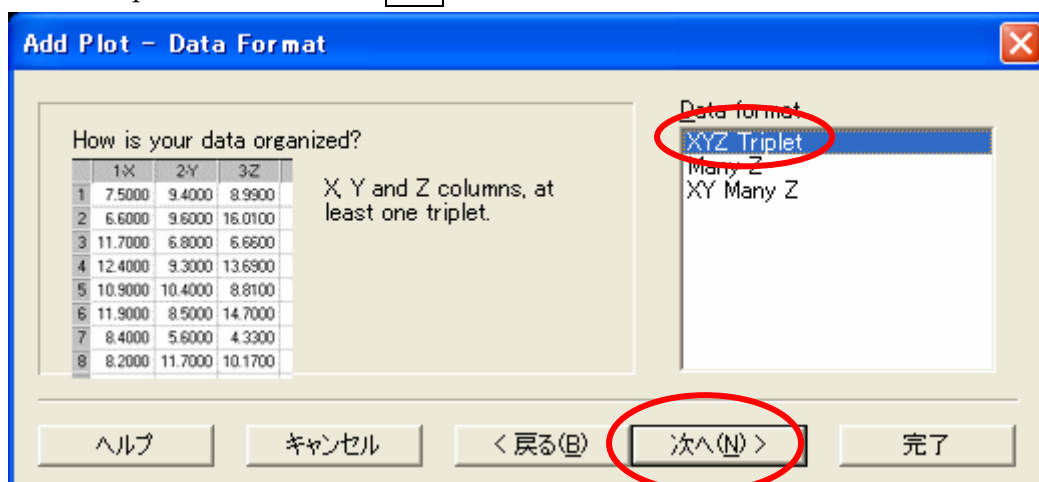 Add Plot - Data Format
How is your data organized?
1-X 2-Y 3-Z
1 7.5000 9.4000 8.9900
2 6.6000 9.6000 16.0100
3 11.7000 6.8000 6.6600
4 12.4000 9.3000 13.6900
5 10.9000 10.4000 8.8100
6 11.9000 8.5000 14.7000
7 8.4000 5.6000 4.3300
8 8.2000 11.7000 10.1700
X, Y and Z columns, at
least one triplet.
Data format
XYZ Triplet
Many Z
XY Many Z
ヘルプ
キャンセル
< 戻る(B)
次へ(N) >
完了